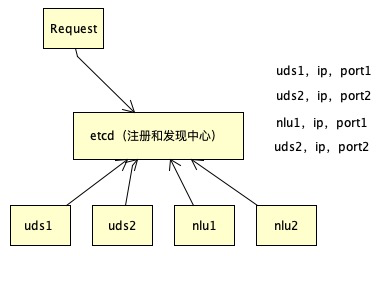 Request
uds1，ip，port1
uds2，ip，port2
etcd（注册和发现中心）
nlu1，ip，port1
uds2，ip，port2
uds1
uds2
nlu1
nlu2